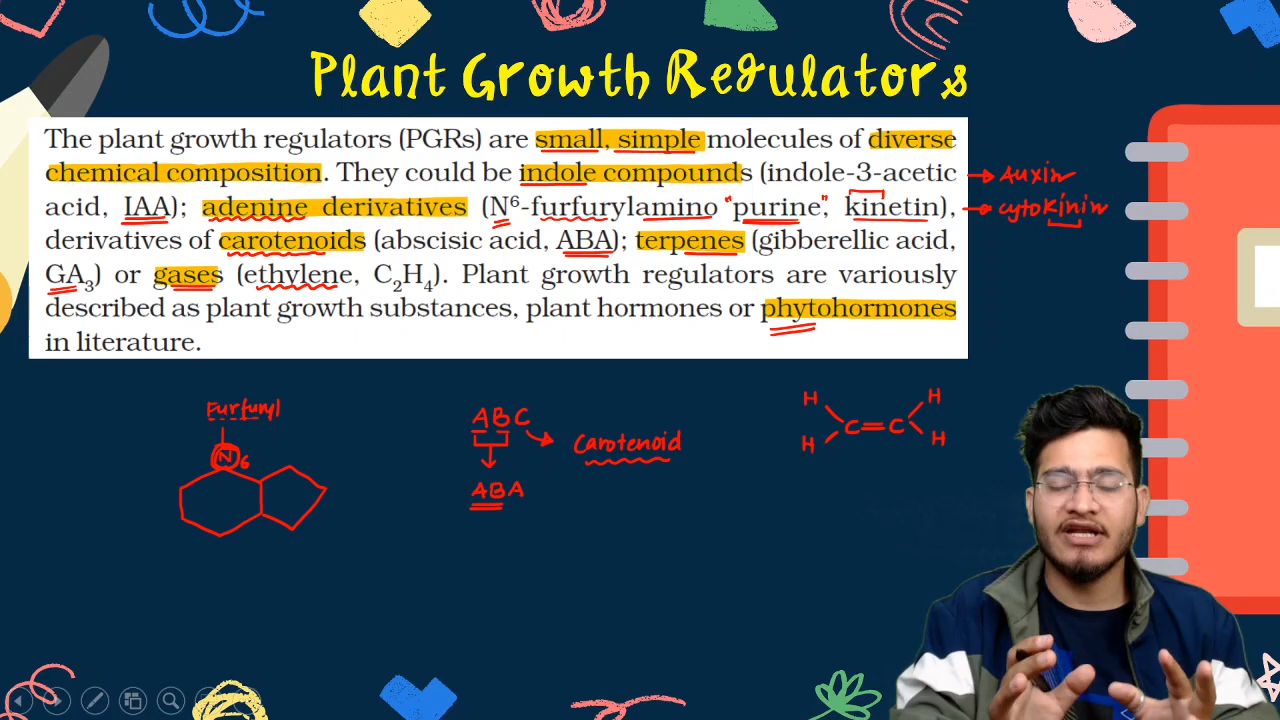 Plant Growth Regulators
The plant growth regulators (PGRs) are small, simple molecules of diverse
chemical composition. They could be indole compounds (indole-3-acetic → Auxin
acid, IAA); adenine derivatives (N⁶-furfurylamino "purine", kinetin), → cytokinin
derivatives of carotenoids (abscisic acid, ABA); terpenes (gibberellic acid,
GA₃) or gases (ethylene, C₂H₄). Plant growth regulators are variously
described as plant growth substances, plant hormones or phytohormones
in literature.
Furfuryl
N6
ABC
Carotenoid
ABA
H H
C=C
H H